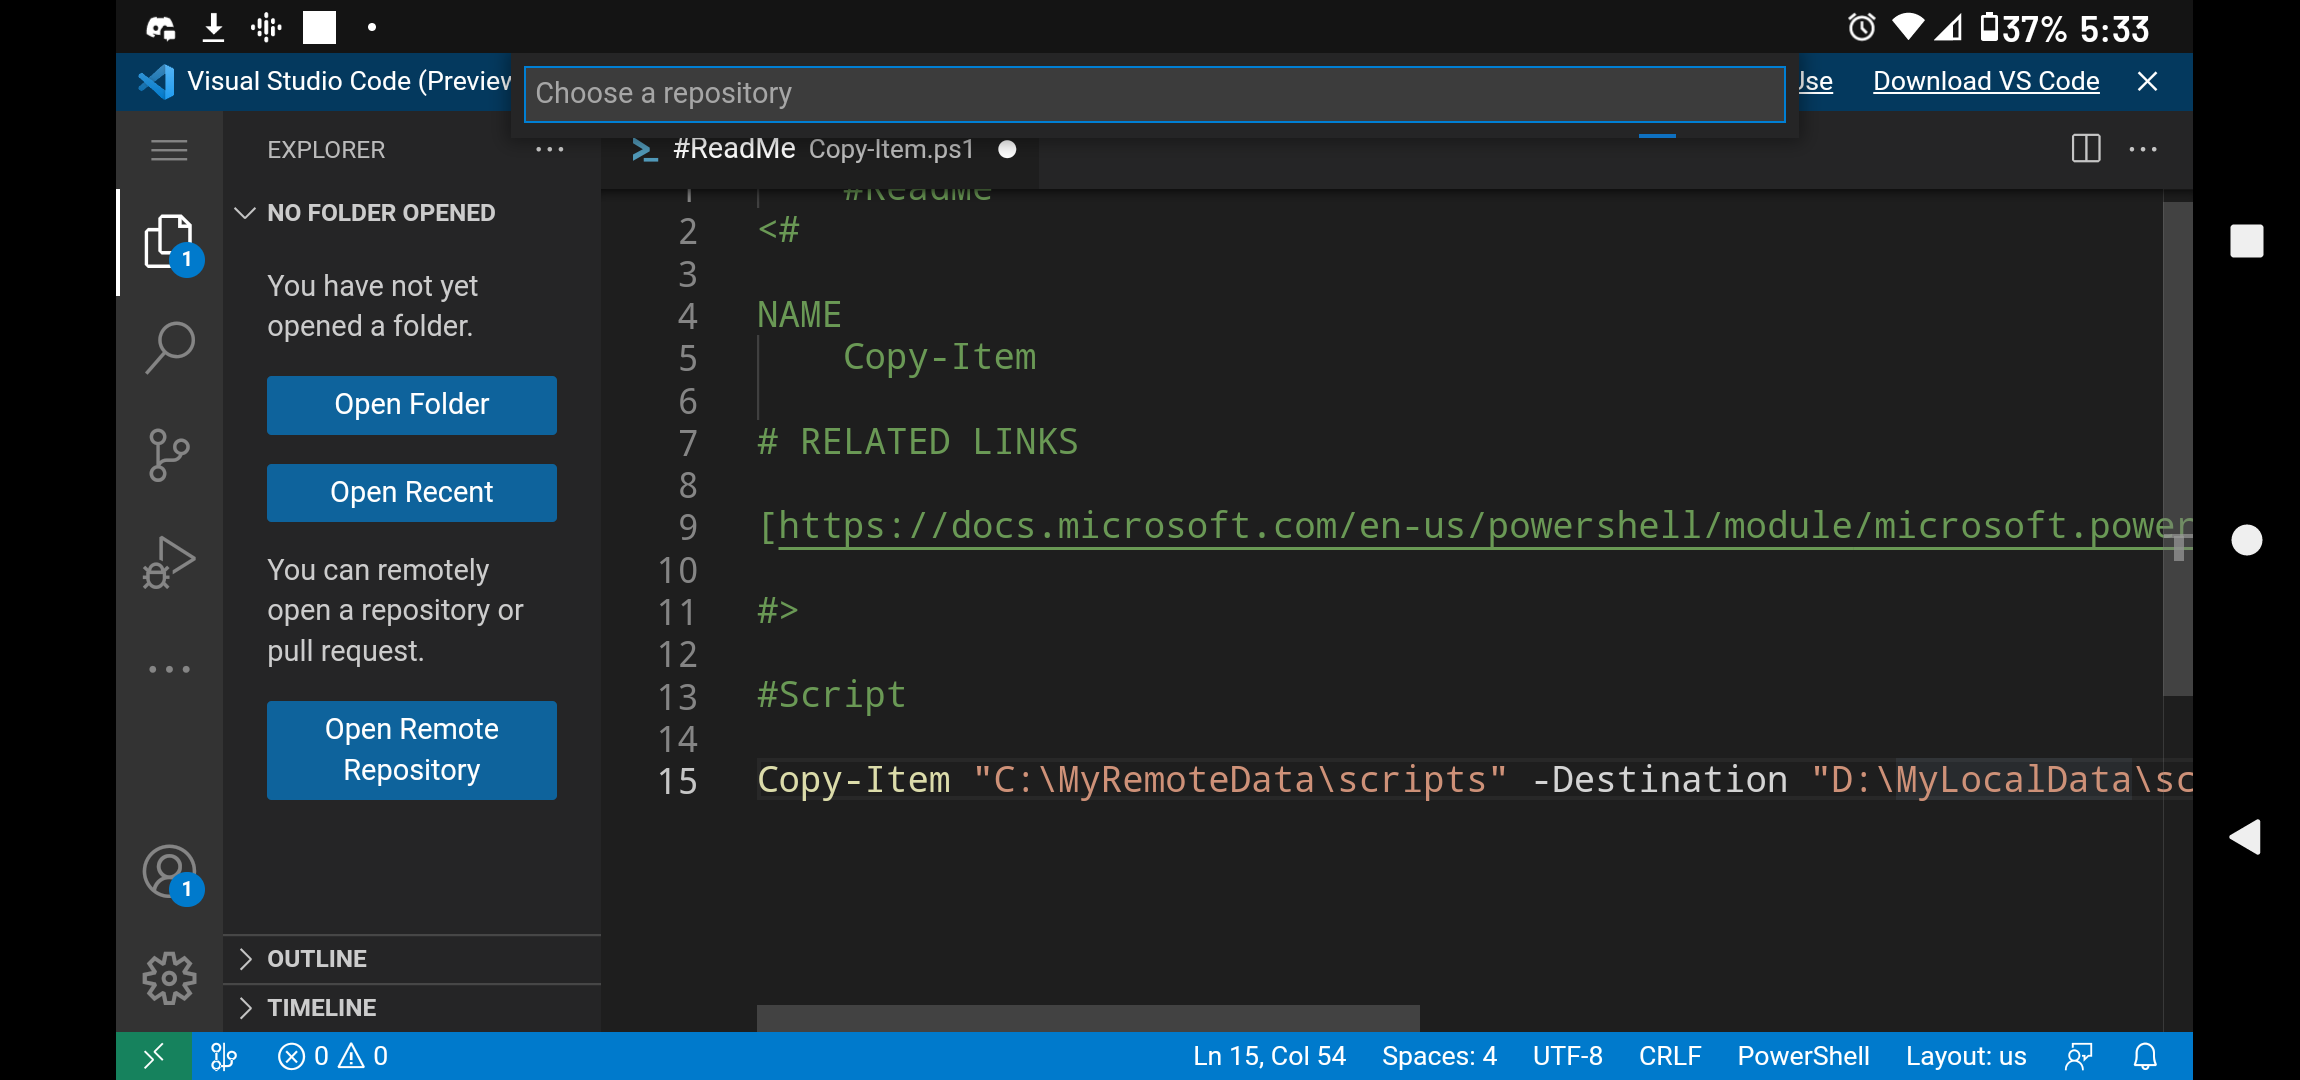 37% 5:33
Visual Studio Code (Preview
Choose a repository
Use
Download VS Code
EXPLORER
#ReadMe Copy-Item.ps1
NO FOLDER OPENED
1
You have not yet
opened a folder.
Open Folder
Open Recent
You can remotely
open a repository or
pull request.
Open Remote
Repository
1
OUTLINE
TIMELINE
1 #ReadMe
2 <#
3
4 NAME
5 Copy-Item
6
7 # RELATED LINKS
8
9 [https://docs.microsoft.com/en-us/powershell/module/microsoft.power
10
11 #>
12
13 #Script
14
15 Copy-Item "C:\MyRemoteData\scripts" -Destination "D:\MyLocalData\sc
0 0 Ln 15, Col 54 Spaces: 4 UTF-8 CRLF PowerShell Layout: us